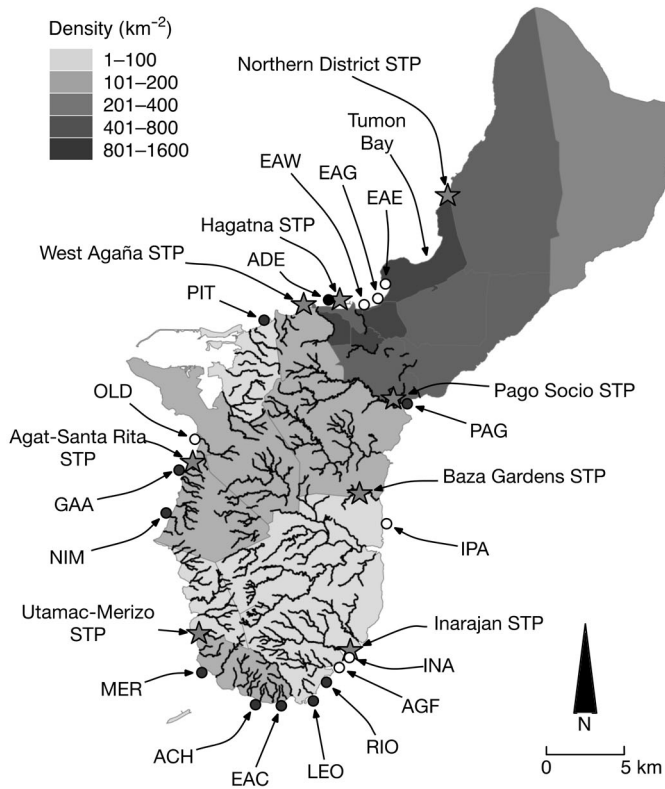 Density (km⁻²)
1–100
101–200
201–400
401–800
801–1600
Northern District STP
Tumon
Bay
EAW
EAG
EAE
Hagatna STP
West Agaña STP
ADE
PIT
OLD
Pago Socio STP
PAG
Agat-Santa Rita
STP
GAA
Baza Gardens STP
NIM
IPA
Utamac-Merizo
STP
Inarajan STP
INA
MER
AGF
RIO
ACH
EAC
LEO
N
0 5 km